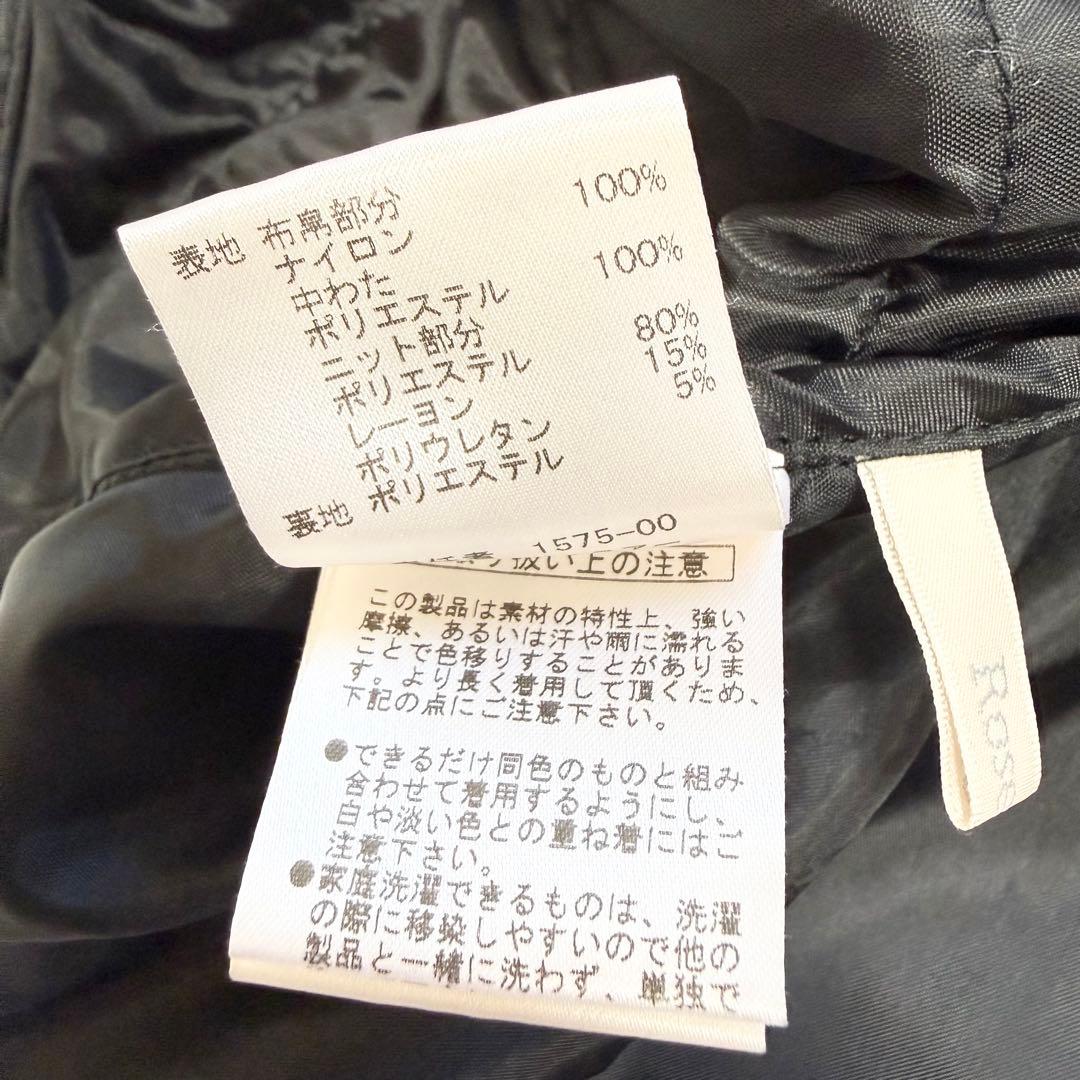 表地 布帛部分
ナイロン 100%
中わた
ポリエステル 100%
ニット部分
ポリエステル 80%
レーヨン 15%
ポリウレタン 5%
裏地 ポリエステル
1575-00
扱い上の注意
この製品は素材の特性上、強い
摩擦、あるいは汗や雨に濡れる
ことで色移りすることがありま
す。より長く着用して頂くため、
下記の点にご注意下さい。
●できるだけ同色のものと組み
合わせて着用するようにし、
白や淡い色との重ね着にはご
注意下さい。
●家庭洗濯できるものは、洗濯
の際に移染しやすいので他の
製品と一緒に洗わず、単独で
Rose